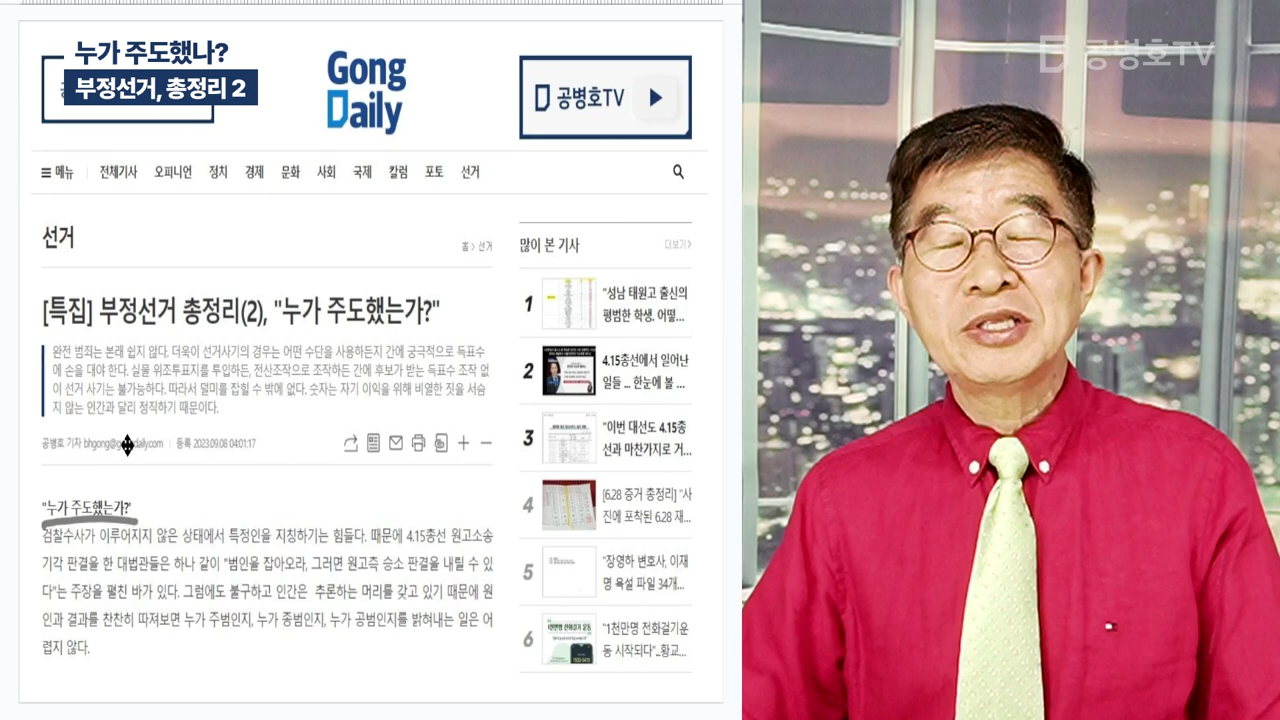 누가 주도했나?
부정선거, 총정리 2
Gong
Daily
공병호TV
공병호TV
메뉴
전체기사 오피니언 정치 경제 문화 사회 국제 칼럼 포토 선거
선거
홈 > 선거
[특집] 부정선거 총정리(2), "누가 주도했는가?"
완전 범죄는 본래 쉽지 않다. 더욱이 선거사기의 경우는 어떤 수단을 사용하든지 간에 궁극적으로 득표수
에 손을 대야 한다. 실물 위조투표지를 투입하든, 전산조작으로 조작하든 간에 후보가 받는 득표수 조작 없
이 선거 사기는 불가능하다. 따라서 덜미를 잡힐 수 밖에 없다. 숫자는 자기 이익을 위해 비열한 짓을 서슴
지 않는 인간과 달리 정직하기 때문이다.
공병호 기자 bhgong@ daily.com | 등록 2023.09.08 04:01:17
"누가 주도했는가?"
검찰수사가 이루어지지 않은 상태에서 특정인을 지칭하기는 힘들다. 때문에 4.15총선 원고소송
기각 판결을 한 대법관들은 하나 같이 "범인을 잡아오라, 그러면 원고측 승소 판결을 내릴 수 있
다"는 주장을 펼친 바가 있다. 그럼에도 불구하고 인간은 추론하는 머리를 갖고 있기 때문에 원
인과 결과를 찬찬히 따져보면 누가 주범인지, 누가 종범인지, 누가 공범인지를 밝혀내는 일은 어
렵지 않다.
많이 본 기사
더보기>
1 "성남 태원고 출신의
평범한 학생. 어떻...
2 4.15총선에서 일어난
일들 ... 한눈에 볼 ...
3 "이번 대선도 4.15총
선과 마찬가지로 거...
4 [6.28 증거 총정리] "사
진에 포착된 6.28 재...
5 "장영하 변호사, 이재
명 욕설 파일 34개...
6 "1천만명 전화걸기운
동 시작되다"..황교...